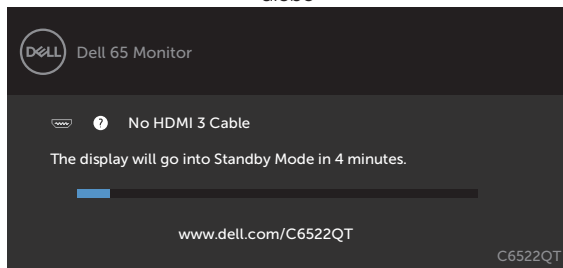 DELL
Dell 65 Monitor
? No HDMI 3 Cable
The display will go into Standby Mode in 4 minutes.
www.dell.com/C6522QT
C6522QT